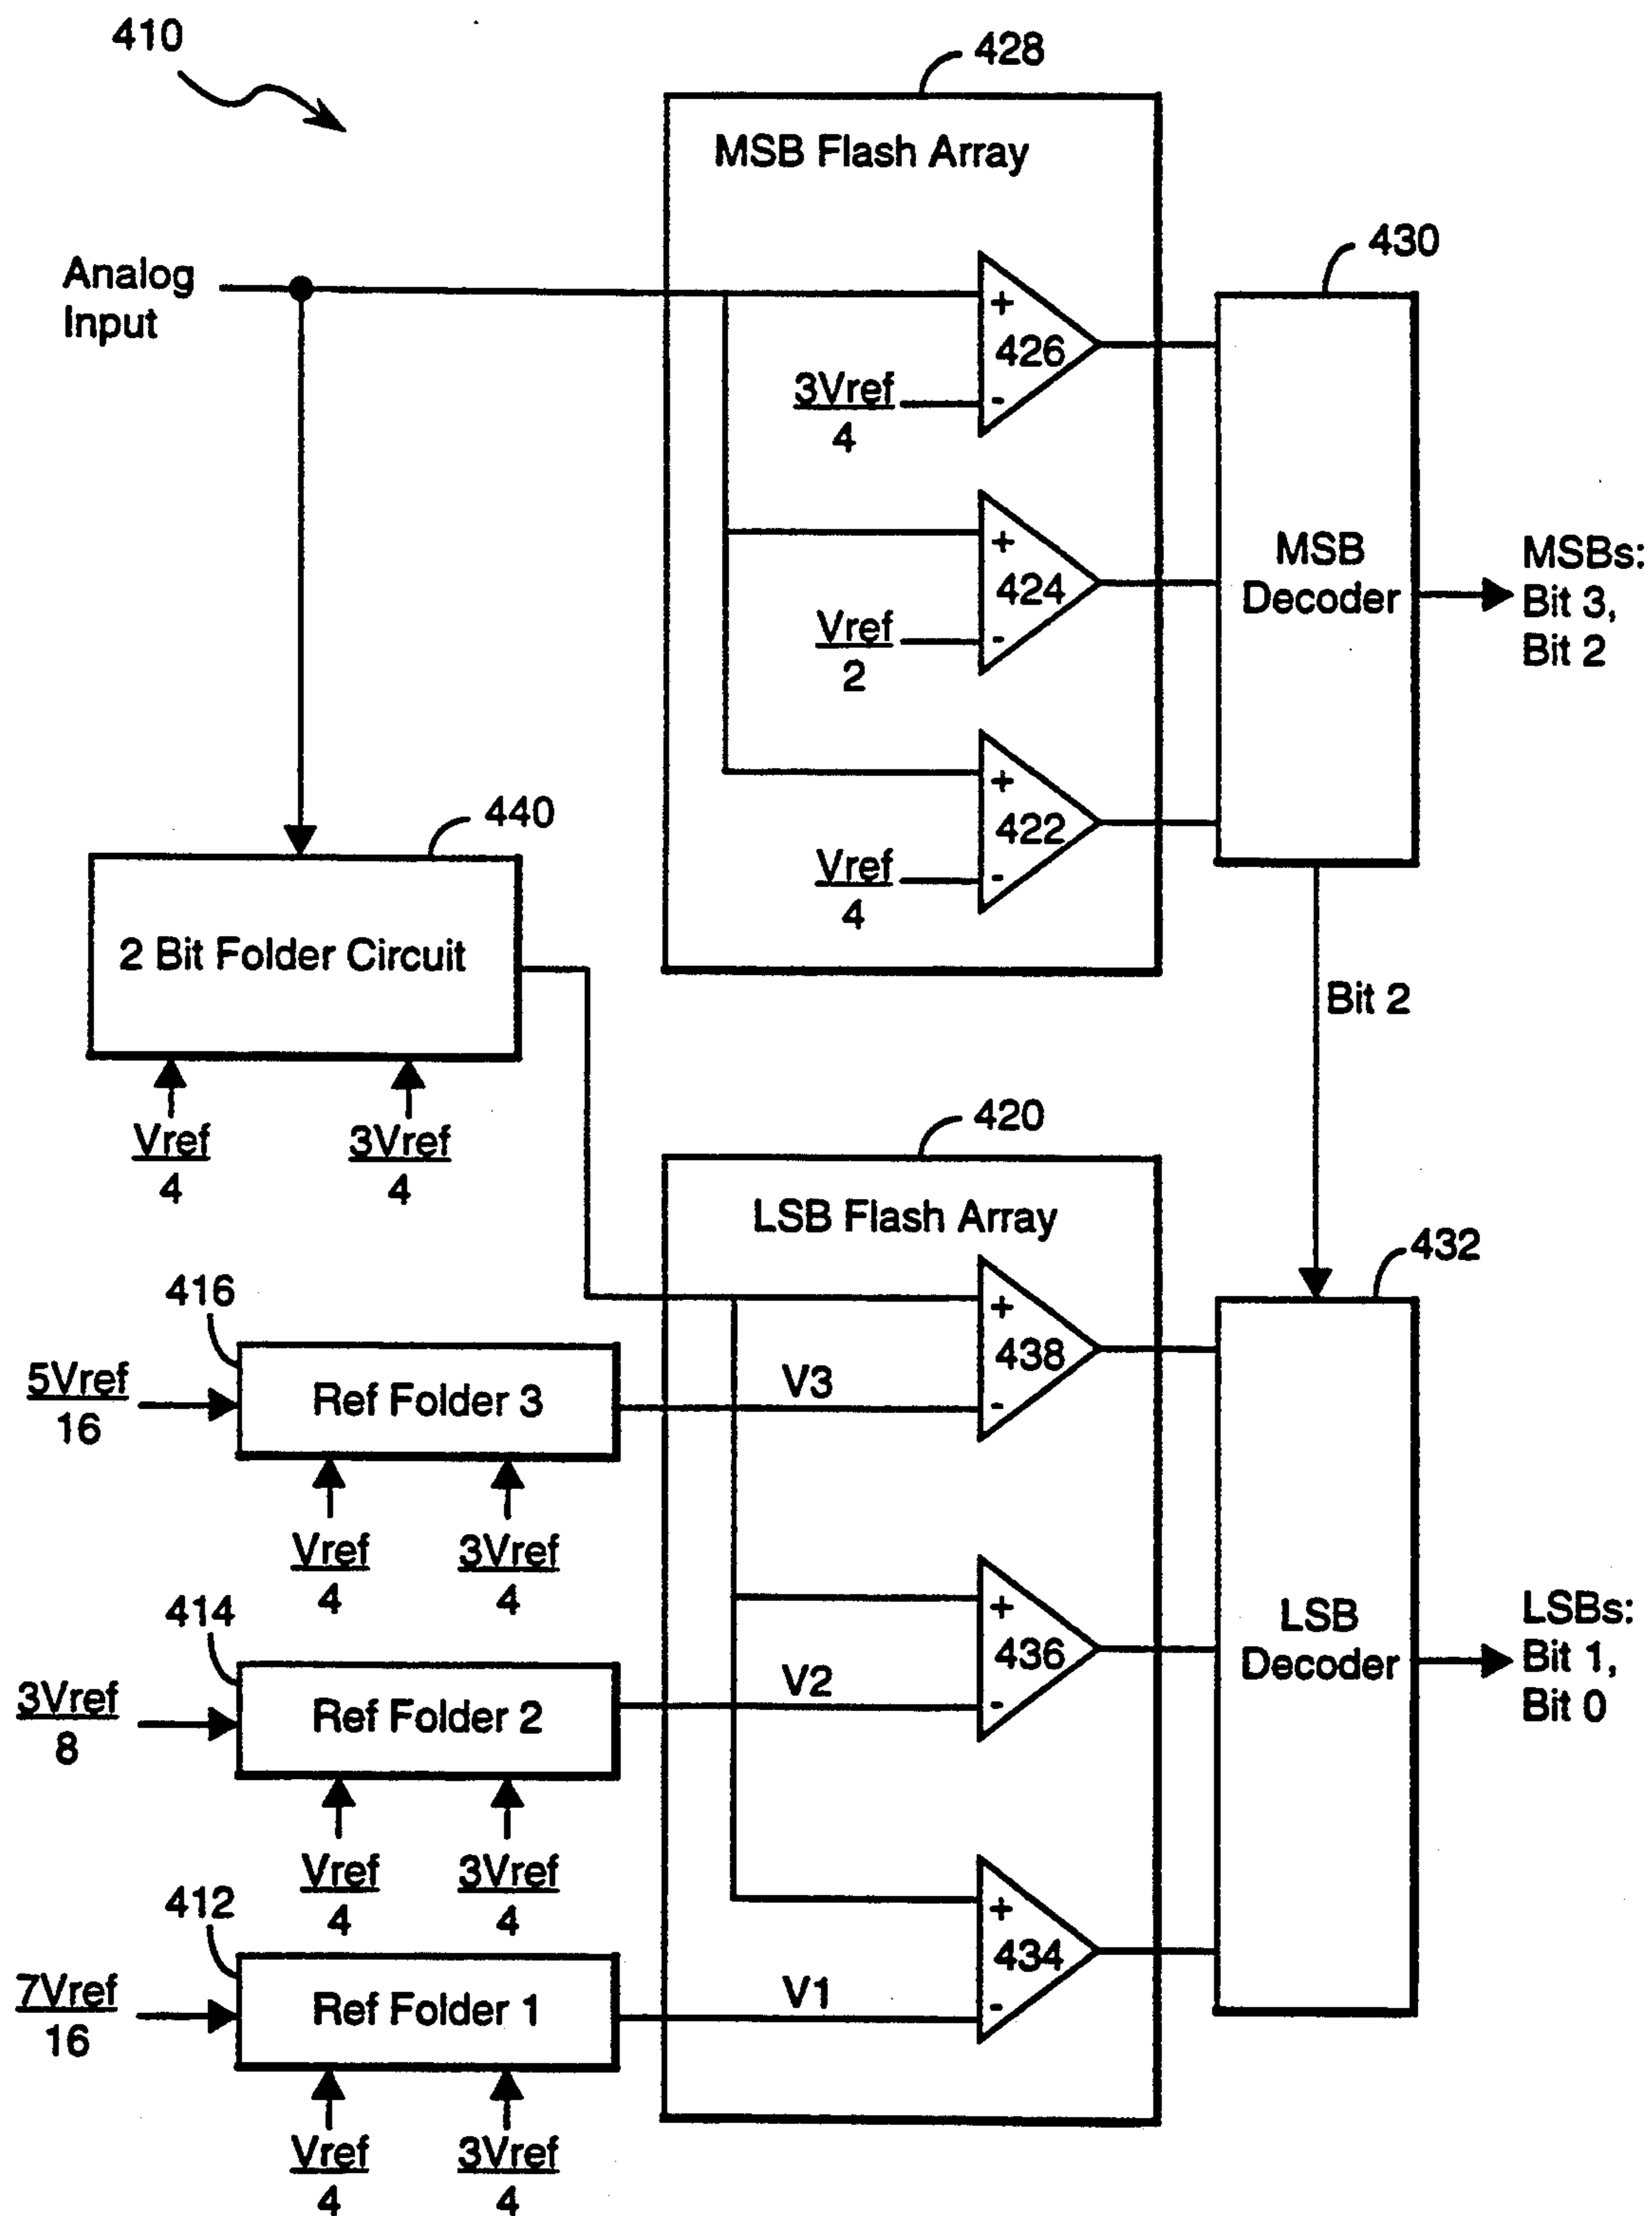 410
428
MSB Flash Array
430
Analog
Input
+
426
3Vref
4
-
+
424
Vref
2
-
MSB
Decoder
MSBs:
Bit 3,
Bit 2
+
422
Vref
4
-
440
2 Bit Folder Circuit
Vref
4
3Vref
4
Bit 2
420
LSB Flash Array
432
416
5Vref
16
Ref Folder 3
Vref
4
3Vref
4
V3
+
438
-
414
3Vref
8
Ref Folder 2
Vref
4
3Vref
4
V2
+
436
-
LSB
Decoder
LSBs:
Bit 1,
Bit 0
412
7Vref
16
Ref Folder 1
Vref
4
3Vref
4
V1
+
434
-